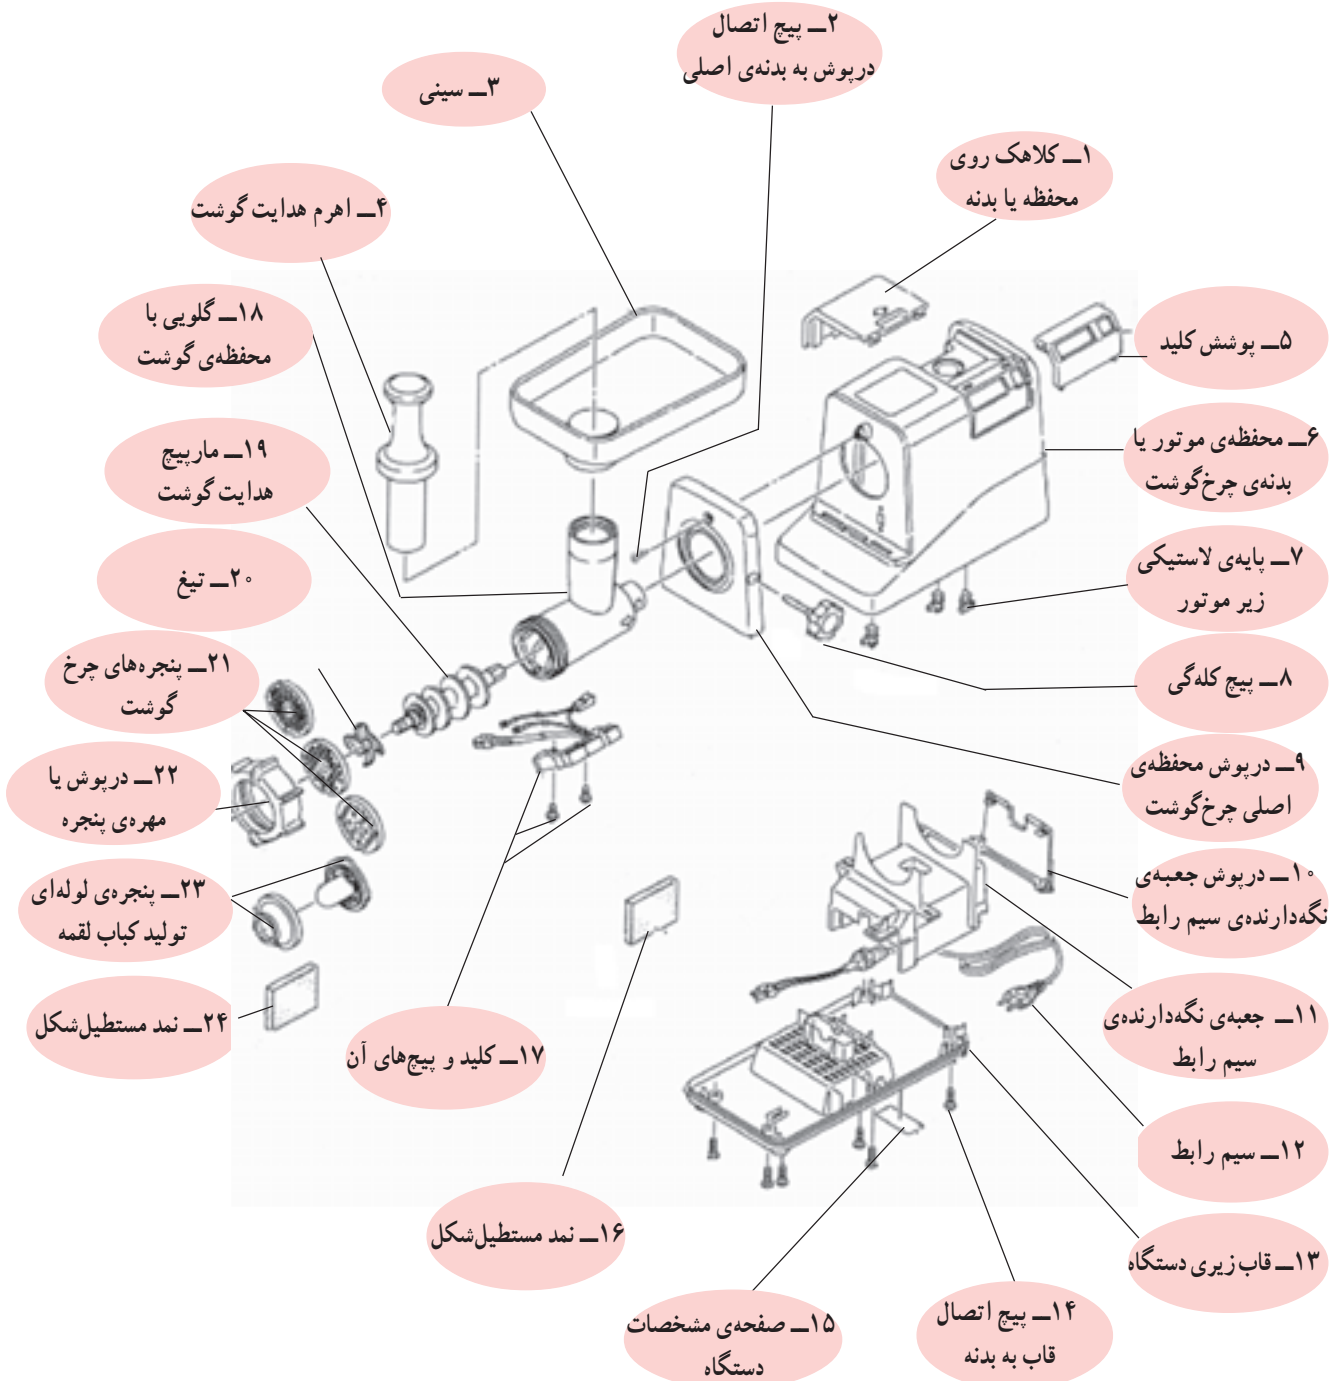 ۱ــ کلاهک روی
محفظه یا بدنه
۲ــ پیچ اتصال
درپوش به بدنه‌ی اصلی
۳ــ سینی
۴ــ اهرم هدایت گوشت
۵ــ پوشش کلید
۶ــ محفظه‌ی موتور یا
بدنه‌ی چرخ‌گوشت
۷ــ پایه‌ی لاستیکی
زیر موتور
۸ــ پیچ کله‌گی
۹ــ درپوش محفظه‌ی
اصلی چرخ‌گوشت
۱۰ــ درپوش جعبه‌ی
نگه‌دارنده‌ی سیم رابط
۱۱ــ جعبه‌ی نگه‌دارنده‌ی
سیم رابط
۱۲ــ سیم رابط
۱۳ــ قاب زیری دستگاه
۱۴ــ پیچ اتصال
قاب به بدنه
۱۵ــ صفحه‌ی مشخصات
دستگاه
۱۶ــ نمد مستطیل‌شکل
۱۷ــ کلید و پیچ‌های آن
۱۸ــ گلویی با
محفظه‌ی گوشت
۱۹ــ مارپیچ
هدایت گوشت
۲۰ــ تیغ
۲۱ــ پنجره‌های چرخ
گوشت
۲۲ــ درپوش یا
مهره‌ی پنجره
۲۳ــ پنجره‌ی لوله‌ای
تولید کباب لقمه
۲۴ــ نمد مستطیل‌شکل